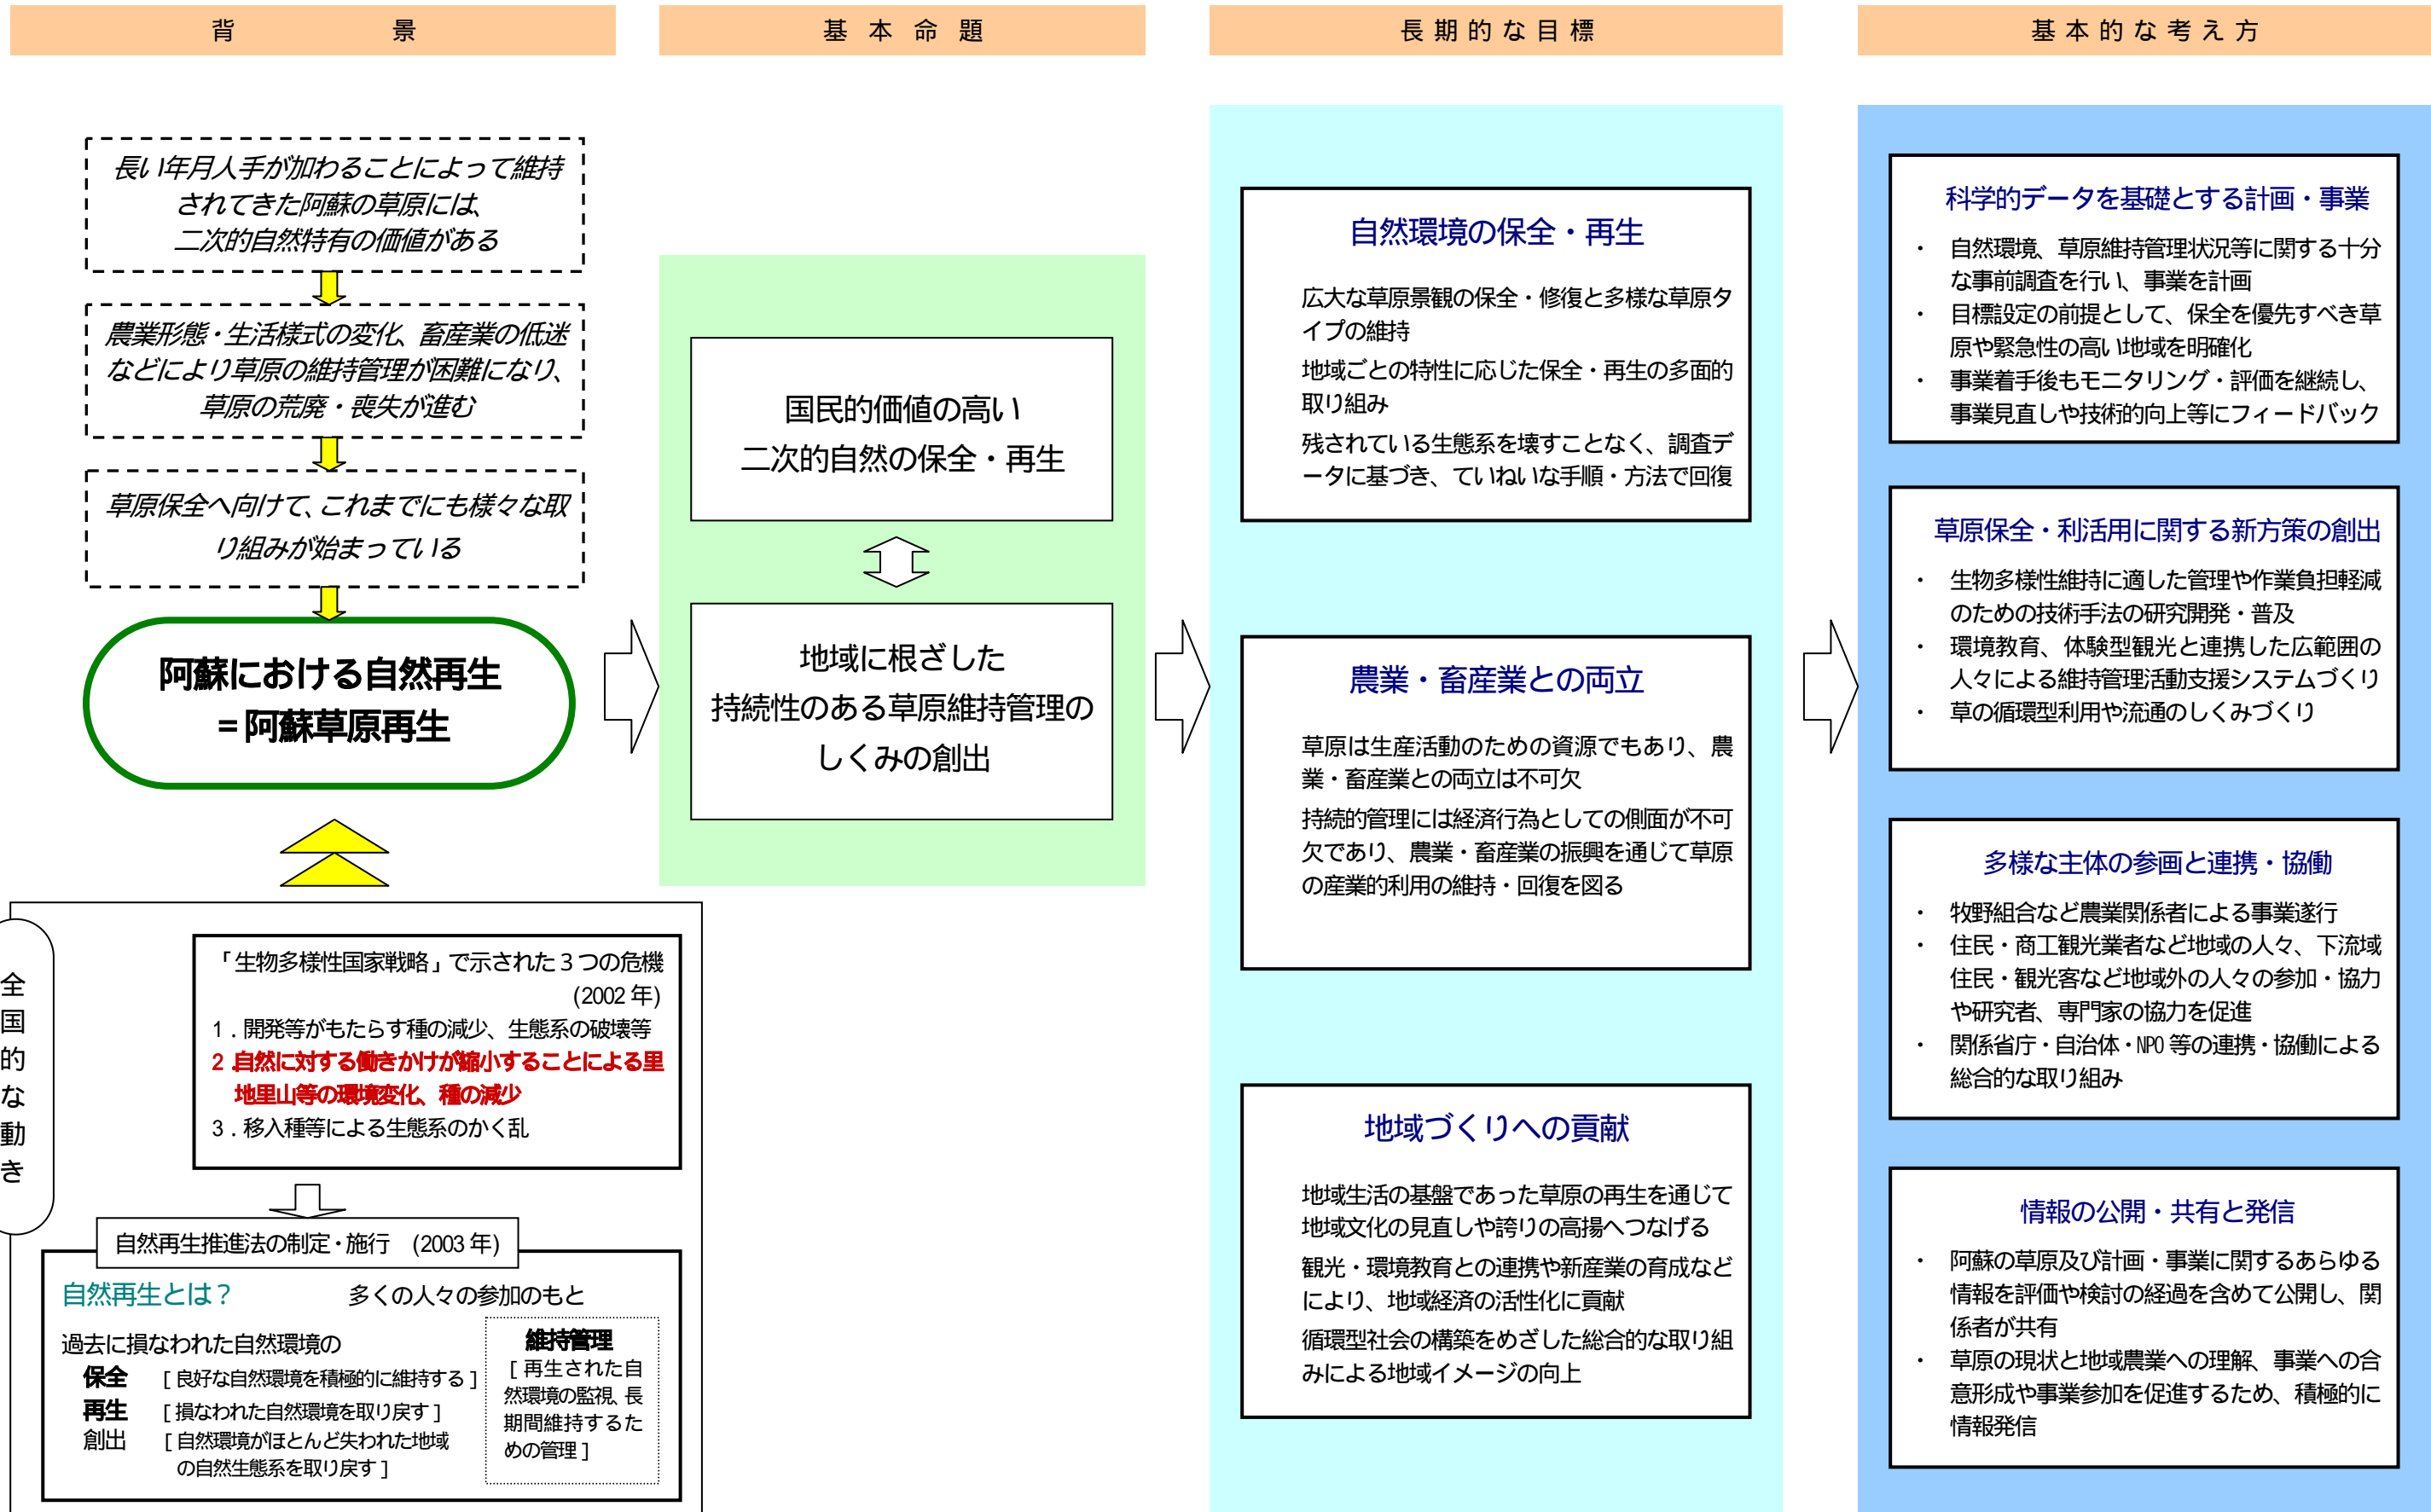 背景
基本命題
長期的な目標
基本的な考え方
長い年月人手が加わることによって維持
されてきた阿蘇の草原には、
二次的自然特有の価値がある
農業形態・生活様式の変化、畜産業の低迷
などにより草原の維持管理が困難になり、
草原の荒廃・喪失が進む
草原保全へ向けて、これまでにも様々な取
り組みが始まっている
阿蘇における自然再生
＝阿蘇草原再生
全国的な動き
「生物多様性国家戦略」で示された3つの危機
(2002年)
1．開発等がもたらす種の減少、生態系の破壊等
2．自然に対する働きかけが縮小することによる里
地里山等の環境変化、種の減少
3．移入種等による生態系のかく乱
自然再生推進法の制定・施行　(2003年)
自然再生とは？　多くの人々の参加のもと
過去に損なわれた自然環境の
保全　[良好な自然環境を積極的に維持する]
再生　[損なわれた自然環境を取り戻す]
創出　[自然環境がほとんど失われた地域
の自然生態系を取り戻す]
維持管理
[再生された自
然環境の監視、長
期間維持するた
めの管理]
国民的価値の高い
二次的自然の保全・再生
地域に根ざした
持続性のある草原維持管理の
しくみの創出
自然環境の保全・再生
広大な草原景観の保全・修復と多様な草原タ
イプの維持
地域ごとの特性に応じた保全・再生の多面的
取り組み
残されている生態系を壊すことなく、調査デ
ータに基づき、ていねいな手順・方法で回復
農業・畜産業との両立
草原は生産活動のための資源でもあり、農
業・畜産業との両立は不可欠
持続的管理には経済行為としての側面が不可
欠であり、農業・畜産業の振興を通じて草原
の産業的利用の維持・回復を図る
地域づくりへの貢献
地域生活の基盤であった草原の再生を通じて
地域文化の見直しや誇りの高揚へつなげる
観光・環境教育との連携や新産業の育成など
により、地域経済の活性化に貢献
循環型社会の構築をめざした総合的な取り組
みによる地域イメージの向上
科学的データを基礎とする計画・事業
・　自然環境、草原維持管理状況等に関する十分
な事前調査を行い、事業を計画
・　目標設定の前提として、保全を優先すべき草
原や緊急性の高い地域を明確化
・　事業着手後もモニタリング・評価を継続し、
事業見直しや技術的向上等にフィードバック
草原保全・利活用に関する新方策の創出
・　生物多様性維持に適した管理や作業負担軽減
のための技術手法の研究開発・普及
・　環境教育、体験型観光と連携した広範囲の
人々による維持管理活動支援システムづくり
・　草の循環型利用や流通のしくみづくり
多様な主体の参画と連携・協働
・　牧野組合など農業関係者による事業遂行
・　住民・商工観光業者など地域の人々、下流域
住民・観光客など地域外の人々の参加・協力
や研究者、専門家の協力を促進
・　関係省庁・自治体・NPO等の連携・協働による
総合的な取り組み
情報の公開・共有と発信
・　阿蘇の草原及び計画・事業に関するあらゆる
情報を評価や検討の経過を含めて公開し、関
係者が共有
・　草原の現状と地域農業への理解、事業への合
意形成や事業参加を促進するため、積極的に
情報発信